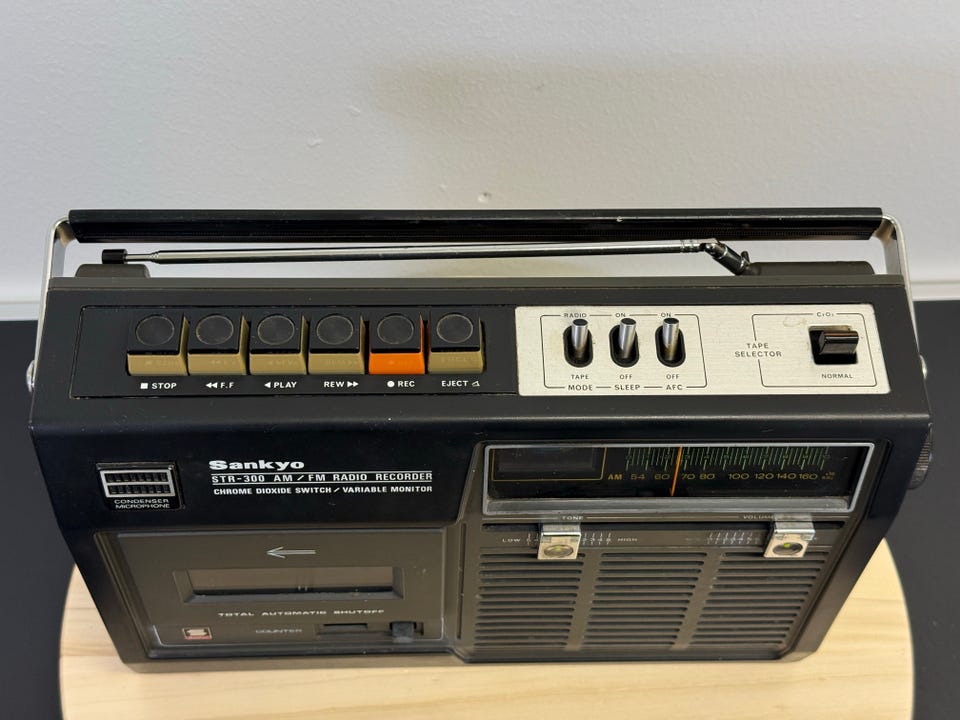 ■ STOP ◀◀ F.F ◀ PLAY REW ▶▶ ● REC EJECT
RADIO ON ON
TAPE OFF OFF
MODE SLEEP AFC
CrO₂
TAPE
SELECTOR
NORMAL
Sankyo
STR-300 AM/FM RADIO RECORDER
CHROME DIOXIDE SWITCH/VARIABLE MONITOR
CONDENSER
MICROPHONE
AM 54 60 70 80 100 120 140 160
TONE VOLUME
LOW HIGH
TOTAL AUTOMATIC SHUTOFF
COUNTER